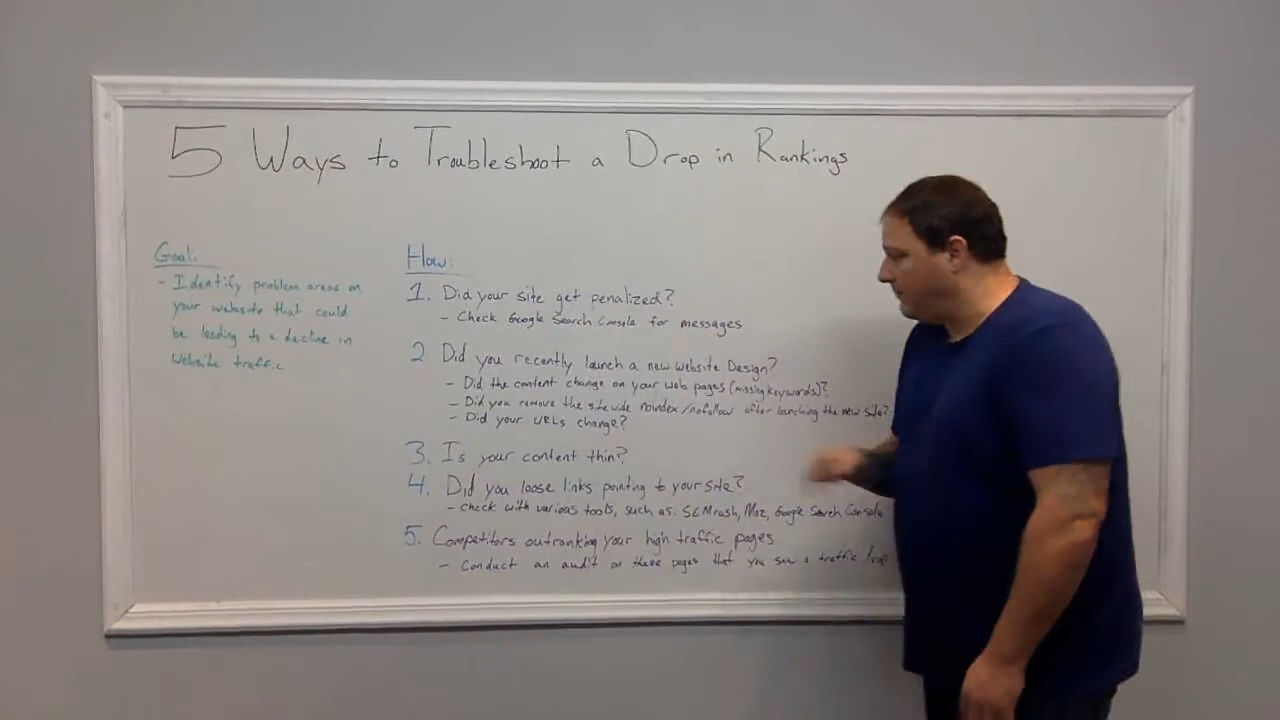 5 Ways to Troubleshoot a Drop in Rankings
Goal:
- Identify problem areas on
your website that could
be leading to a decline in
website traffic
How:
1. Did your site get penalized?
- Check Google Search Console for messages
2 Did you recently launch a new website Design?
- Did the content change on your web pages (missing keywords)?
- Did you remove the sitewide noindex/nofollow after launching the new site?
- Did your URLs change?
3. Is your content thin?
4. Did you loose links pointing to your site?
- Check with various tools, such as: SEMrush, Moz, Google Search Console
5. Competitors outranking your high traffic pages
- Conduct an audit on these pages that you saw a traffic